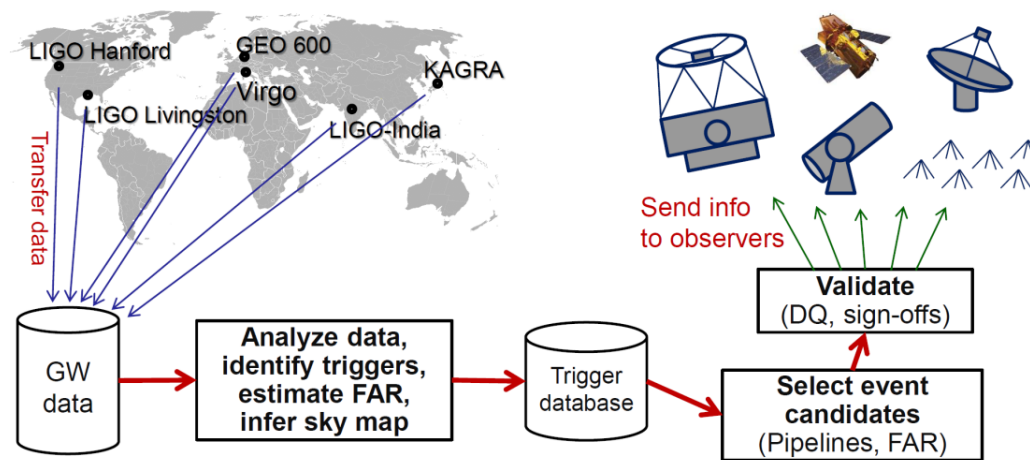 LIGO Hanford
GEO 600
KAGRA
Virgo
LIGO Livingston
LIGO-India
Transfer data
Send info
to observers
Validate
(DQ, sign-offs)
GW
data
Analyze data,
identify triggers,
estimate FAR,
infer sky map
Trigger
database
Select event
candidates
(Pipelines, FAR)